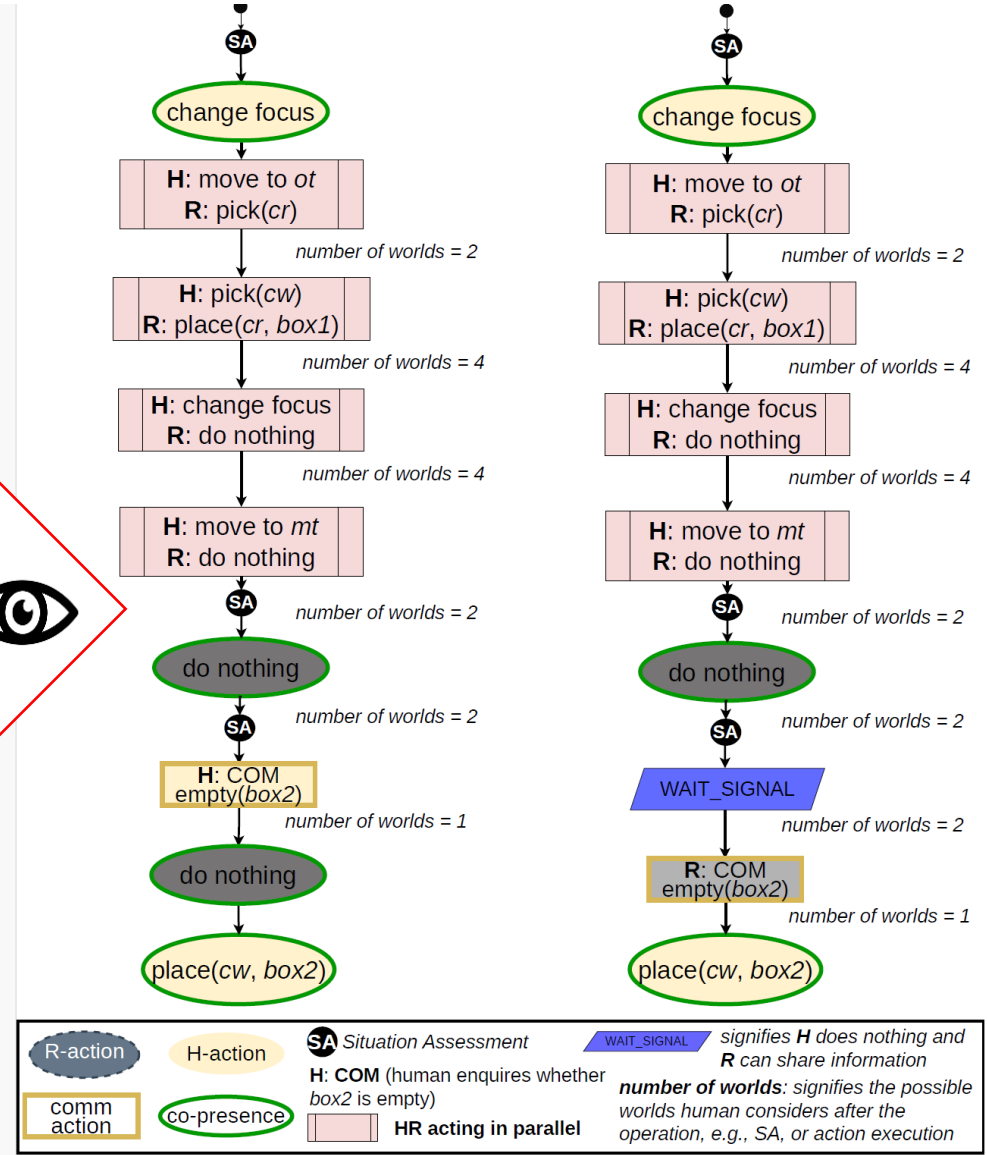 SA
change focus
H: move to ot
R: pick(cr)
number of worlds = 2
H: pick(cw)
R: place(cr, box1)
number of worlds = 4
H: change focus
R: do nothing
number of worlds = 4
H: move to mt
R: do nothing
SA
number of worlds = 2
do nothing
number of worlds = 2
SA
H: COM
empty(box2)
number of worlds = 1
do nothing
place(cw, box2)
SA
change focus
H: move to ot
R: pick(cr)
number of worlds = 2
H: pick(cw)
R: place(cr, box1)
number of worlds = 4
H: change focus
R: do nothing
number of worlds = 4
H: move to mt
R: do nothing
SA
number of worlds = 2
do nothing
number of worlds = 2
SA
WAIT_SIGNAL
number of worlds = 2
R: COM
empty(box2)
number of worlds = 1
place(cw, box2)
R-action
H-action
comm
action
co-presence
SA Situation Assessment
H: COM (human enquires whether
box2 is empty)
HR acting in parallel
WAIT_SIGNAL
signifies H does nothing and
R can share information
number of worlds: signifies the possible
worlds human considers after the
operation, e.g., SA, or action execution